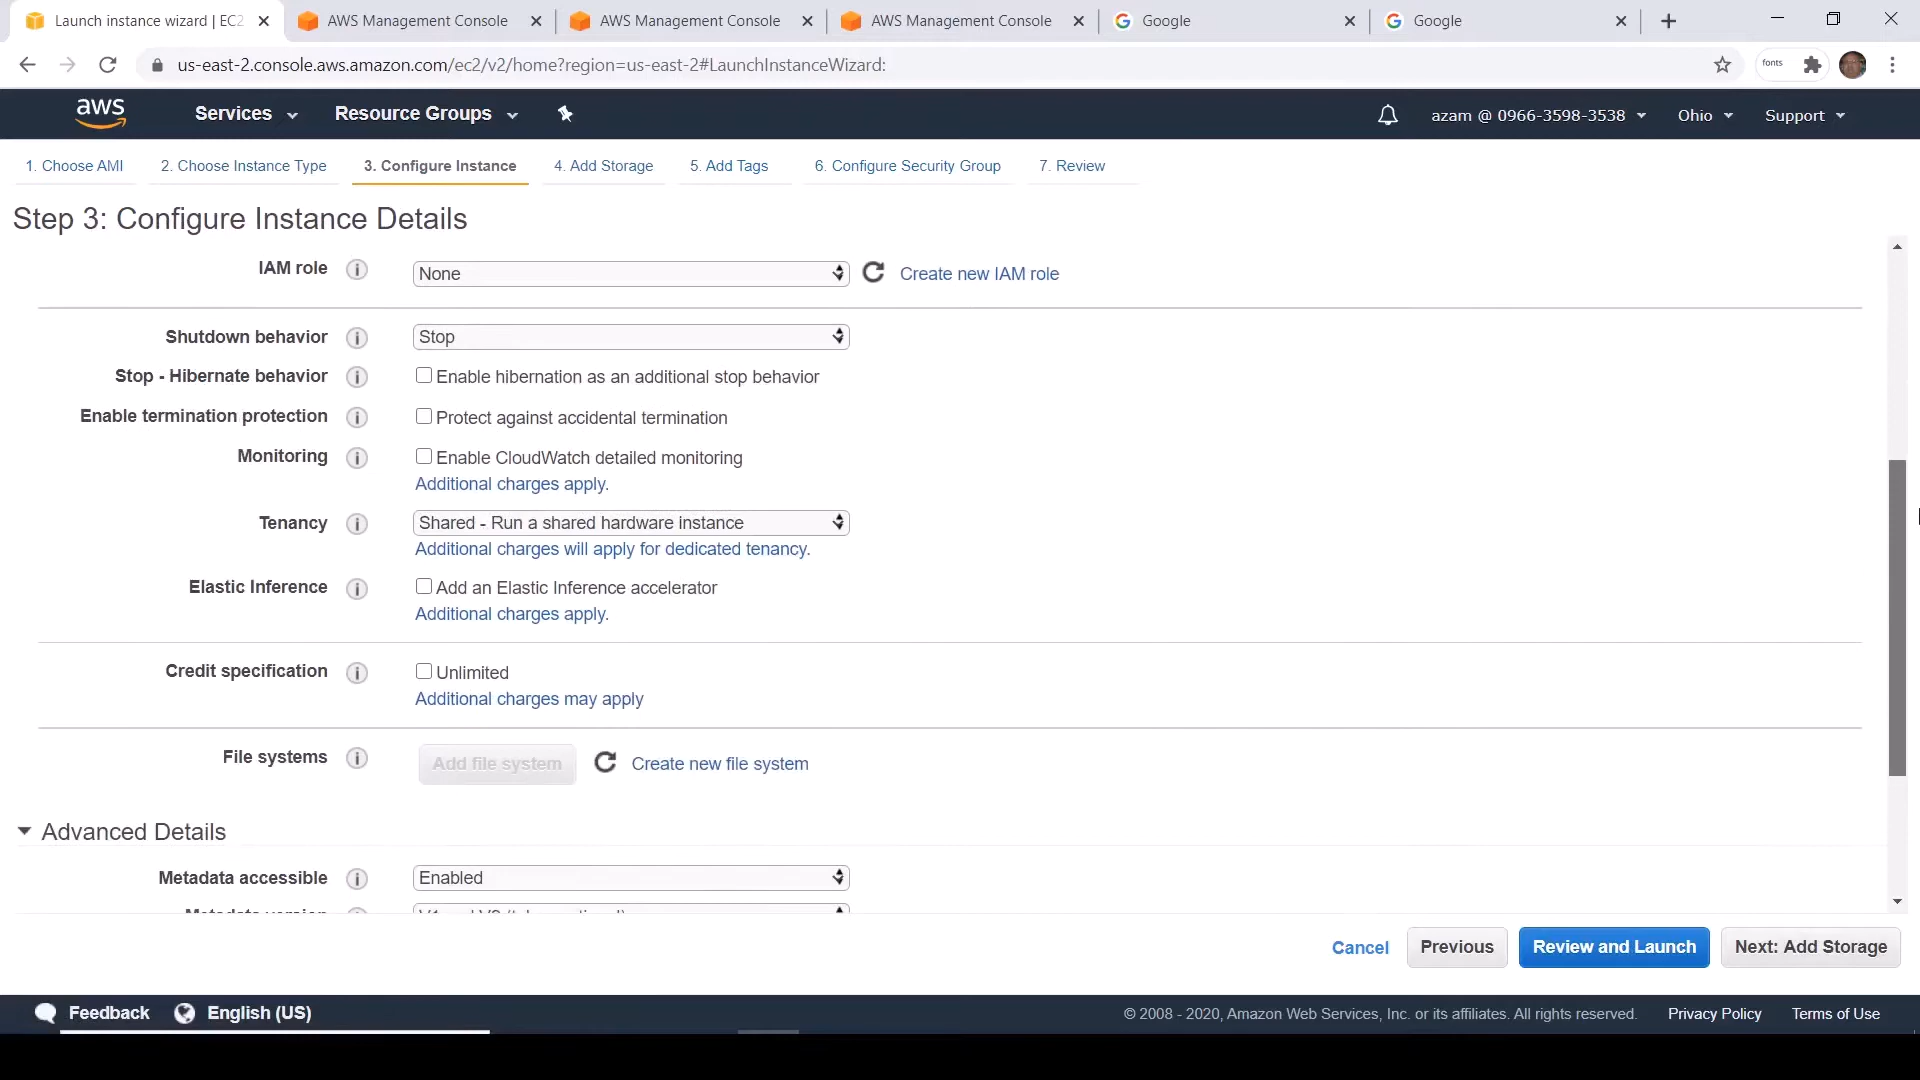 Launch instance wizard | EC2
AWS Management Console
AWS Management Console
AWS Management Console
Google
Google
us-east-2.console.aws.amazon.com/ec2/v2/home?region=us-east-2#LaunchInstanceWizard:
fonts
aws
Services
Resource Groups
azam @ 0966-3598-3538
Ohio
Support
1. Choose AMI
2. Choose Instance Type
3. Configure Instance
4. Add Storage
5. Add Tags
6. Configure Security Group
7. Review
Step 3: Configure Instance Details
IAM role
None
Create new IAM role
Shutdown behavior
Stop
Stop - Hibernate behavior
Enable hibernation as an additional stop behavior
Enable termination protection
Protect against accidental termination
Monitoring
Enable CloudWatch detailed monitoring
Additional charges apply.
Tenancy
Shared - Run a shared hardware instance
Additional charges will apply for dedicated tenancy.
Elastic Inference
Add an Elastic Inference accelerator
Additional charges apply.
Credit specification
Unlimited
Additional charges may apply
File systems
Add file system
Create new file system
Advanced Details
Metadata accessible
Enabled
Metadata version
Cancel
Previous
Review and Launch
Next: Add Storage
Feedback
English (US)
© 2008 - 2020, Amazon Web Services, Inc. or its affiliates. All rights reserved.
Privacy Policy
Terms of Use